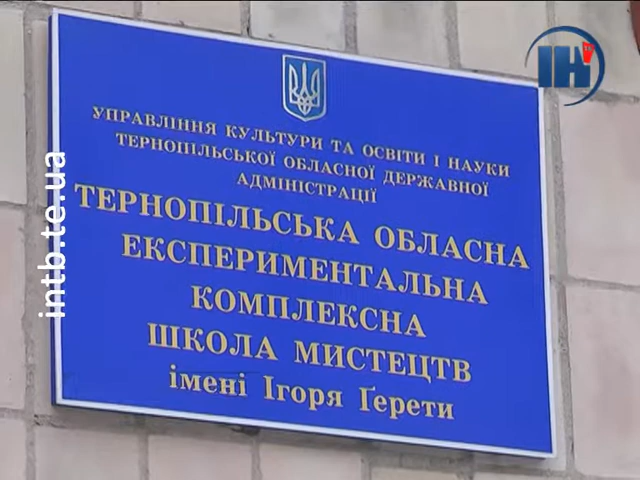 УПРАВЛІННЯ КУЛЬТУРИ ТА ОСВІТИ І НАУКИ
ТЕРНОПІЛЬСЬКОЇ ОБЛАСНОЇ ДЕРЖАВНОЇ
АДМІНІСТРАЦІЇ
ТЕРНОПІЛЬСЬКА ОБЛАСНА
ЕКСПЕРИМЕНТАЛЬНА
КОМПЛЕКСНА
ШКОЛА МИСТЕЦТВ
імені Ігоря Ґерети
intb.te.ua
ІНТБ